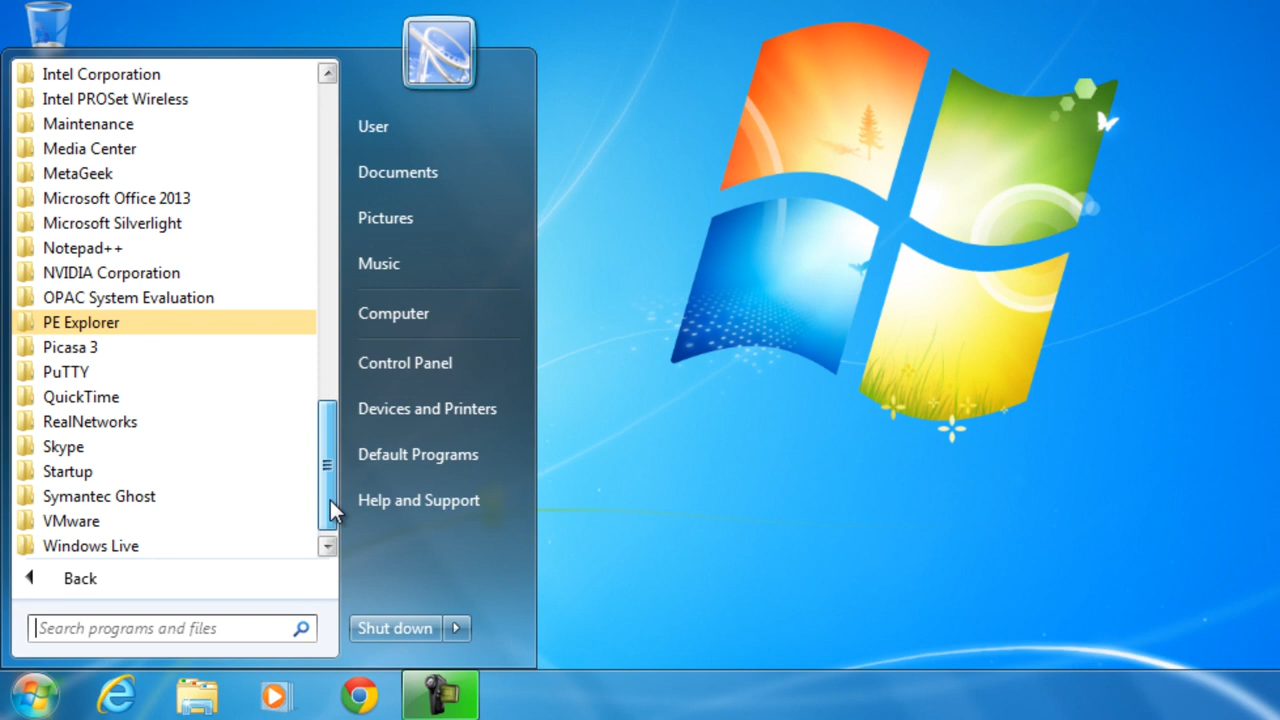 Intel Corporation
Intel PROSet Wireless
Maintenance
Media Center
MetaGeek
Microsoft Office 2013
Microsoft Silverlight
Notepad++
NVIDIA Corporation
OPAC System Evaluation
PE Explorer
Picasa 3
PuTTY
QuickTime
RealNetworks
Skype
Startup
Symantec Ghost
VMware
Windows Live
Back
Search programs and files
User
Documents
Pictures
Music
Computer
Control Panel
Devices and Printers
Default Programs
Help and Support
Shut down